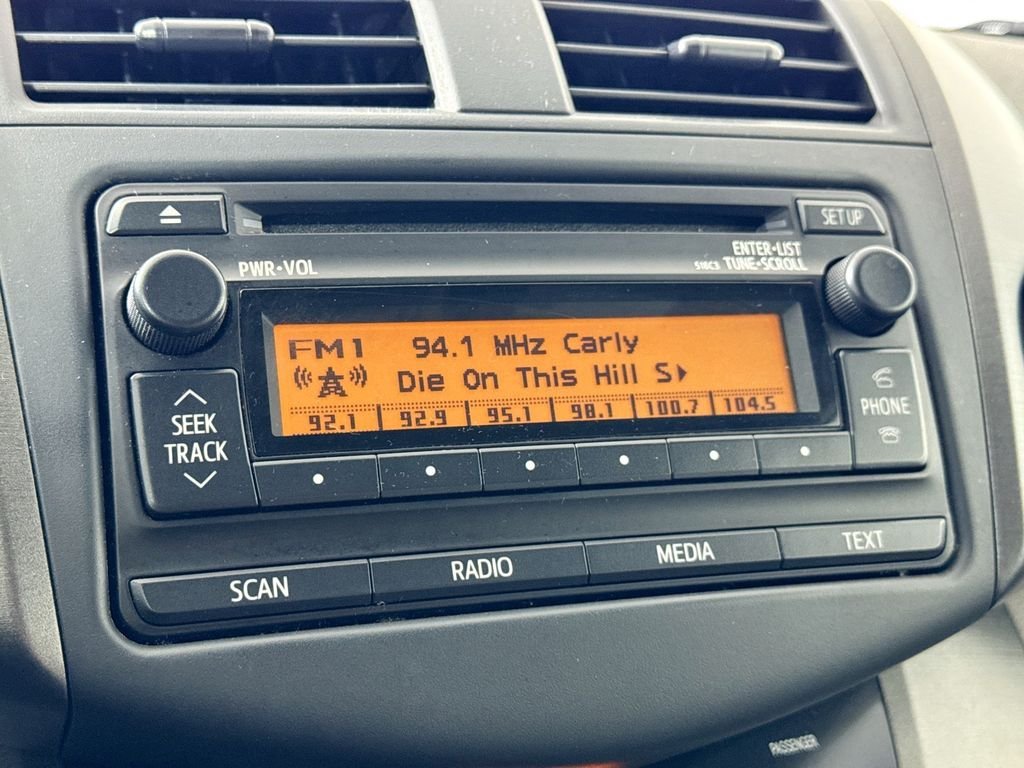 SET UP
PWR•VOL
ENTER•LIST
518C3 TUNE•SCROLL
FM1 94.1 MHz Carly
Die On This Hill S
92.1 92.9 95.1 98.1 100.7 104.5
SEEK
TRACK
PHONE
SCAN RADIO MEDIA TEXT
PASSENGER